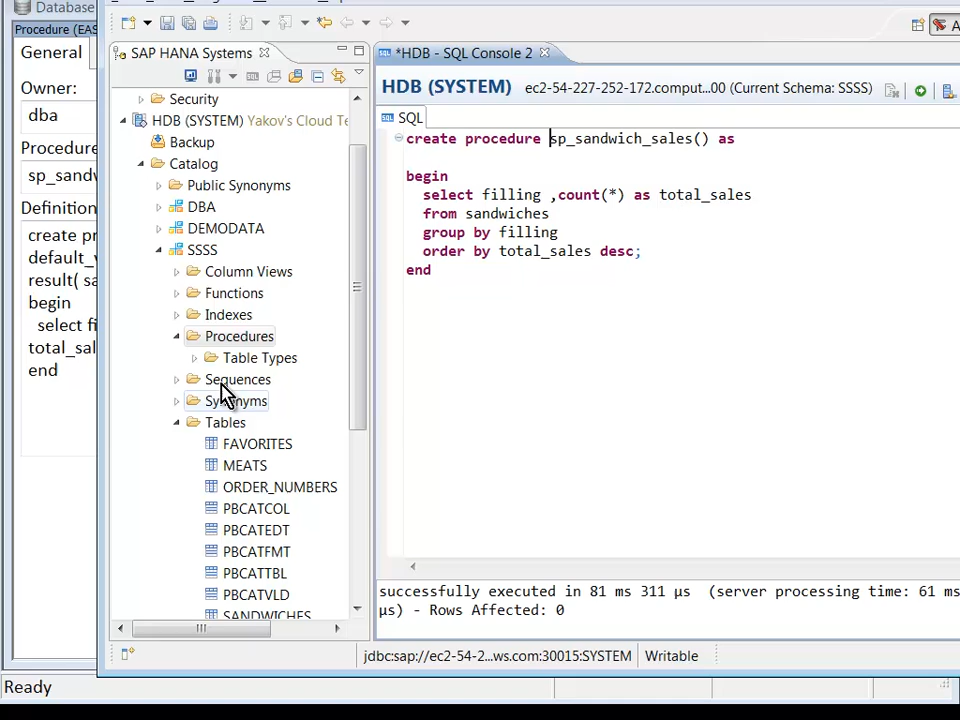 Database
Procedure (EAS
General
Owner:
dba
Procedure
sp_sandw
Definition
create pr
default_v
result( sa
begin
select fi
total_sal
end
Ready
SAP HANA Systems
Security
HDB (SYSTEM) Yakov's Cloud Te
Backup
Catalog
Public Synonyms
DBA
DEMODATA
SSSS
Column Views
Functions
Indexes
Procedures
Table Types
Sequences
Synonyms
Tables
FAVORITES
MEATS
ORDER_NUMBERS
PBCATCOL
PBCATEDT
PBCATFMT
PBCATTBL
PBCATVLD
SANDWICHES
*HDB - SQL Console 2
HDB (SYSTEM) ec2-54-227-252-172.comput...00 (Current Schema: SSSS)
SQL
create procedure sp_sandwich_sales() as
begin
select filling ,count(*) as total_sales
from sandwiches
group by filling
order by total_sales desc;
end
successfully executed in 81 ms 311 µs (server processing time: 61 ms
µs) - Rows Affected: 0
jdbc:sap://ec2-54-2...ws.com:30015:SYSTEM
Writable